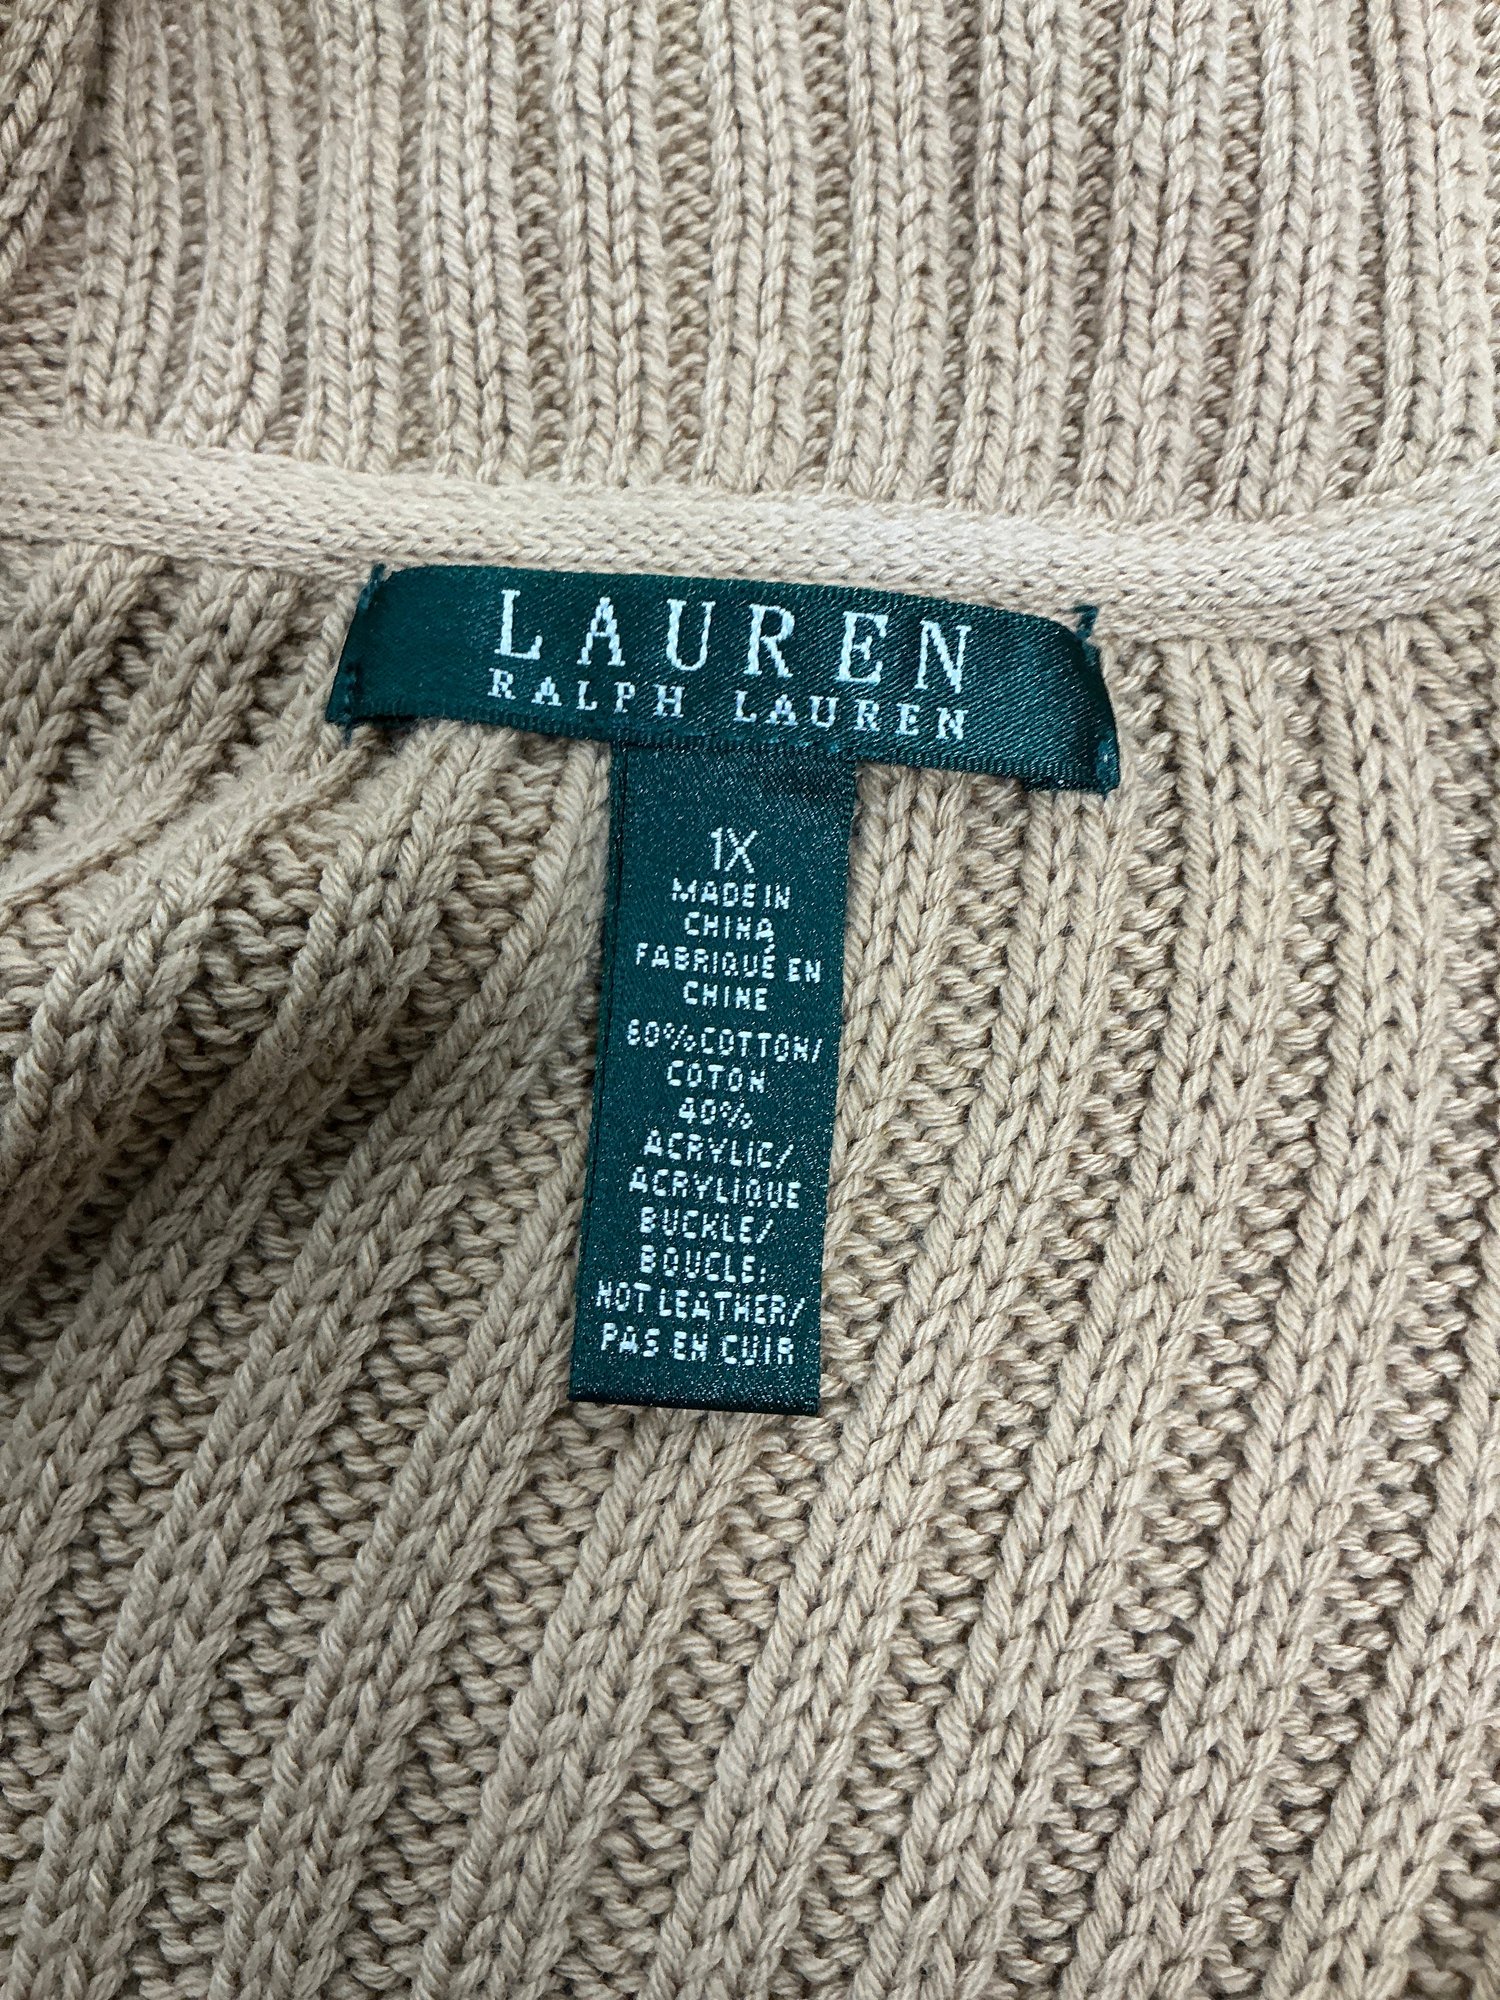 LAUREN
RALPH LAUREN
1X
MADE IN
CHINA
FABRIQUÉ EN
CHINE
60%COTTON/
COTON
40%
ACRYLIC/
ACRYLIQUE
BUCKLE/
BOUCLE:
NOT LEATHER/
PAS EN CUIR